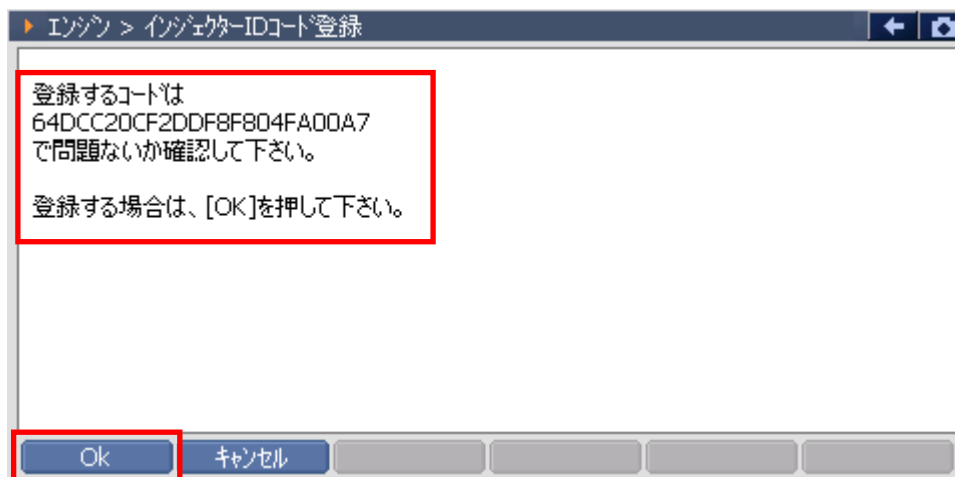 エンジン > インジェクターIDコード登録
登録するコードは
64DCC20CF2DDF8F804FA00A7
で問題ないか確認して下さい。
登録する場合は、[OK]を押して下さい。
Ok
キャンセル